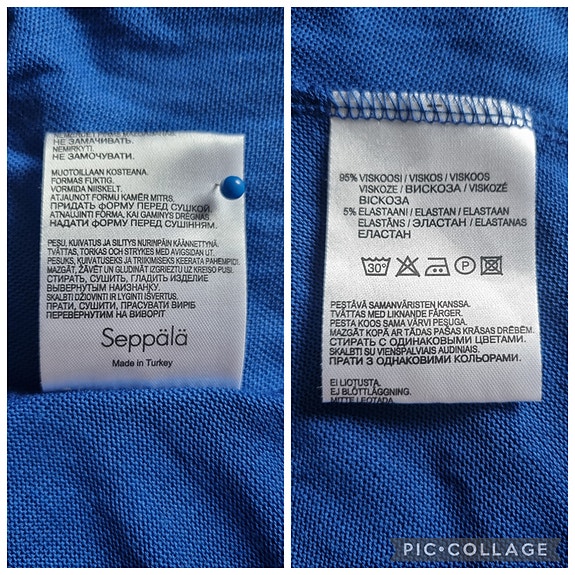 НЕ ЗАМАЧИВАТЬ.
NEMIRKYTI.
НЕ ЗАМОЧУВАТИ.
MUOTOILLAAN KOSTEANA.
FORMAS FUKTIG.
VORMIDA NIISKELT.
ATJAUNOT FORMU KAMĒR MITRS.
ПРИДАТЬ ФОРМУ ПЕРЕД СУШКОЙ
ATNAUJINTI FORMĄ, KAI GAMINYS DRĖGNAS.
НАДАТИ ФОРМУ ПЕРЕД СУШІННЯМ.
PESU, KUIVATUS JA SILITYS NURINPÄIN KÄÄNNETTYNÄ.
TVÄTTAS, TORKAS OCH STRYKES MED AVIGSIDAN UT.
PESUKS, KUIVATUSEKS JA TRIIKIMISEKS KEERATA PAHEMPIDI.
MAZGĀT, ŽĀVĒT UN GLUDINĀT IZGRIEZTU UZ KREISO PUSI.
СТИРАТЬ, СУШИТЬ, ГЛАДИТЬ ИЗДЕЛИЕ
ВЫВЕРНУТЫМ НАИЗНАНКУ.
SKALBTI DŽIOVINTI IR LYGINTI IŠVERTUS.
ПРАТИ, СУШИТИ, ПРАСУВАТИ ВИРІБ
ПЕРЕВЕРНУТИМ НА ВИВОРІТ
Seppälä
Made in Turkey
95% VISKOOSI / VISKOS / VISKOOS
VISKOZE / ВИСКОЗА / VISKOZĖ
ВІСКОЗА
5% ELASTAANI / ELASTAN / ELASTAAN
ELASTĀNS / ЭЛАСТАН / ELASTANAS
ЕЛАСТАН
30°
P
PESTÄVÄ SAMANVÄRISTEN KANSSA.
TVÄTTAS MED LIKNANDE FÄRGER.
PESTA KOOS SAMA VÄRVI PESUGA.
MAZGĀT KOPĀ AR TĀDAS PAŠAS KRĀSAS DRĒBĒM.
СТИРАТЬ С ОДИНАКОВЫМИ ЦВЕТАМИ.
SKALBTI SU VIENSPALVIAIS AUDINIAIS.
ПРАТИ З ОДНАКОВИМИ КОЛЬОРАМИ.
EI LIOTUSTA.
EJ BLÖTLÄGGNING.
MITTE LEOTADA.
PIC•COLLAGE